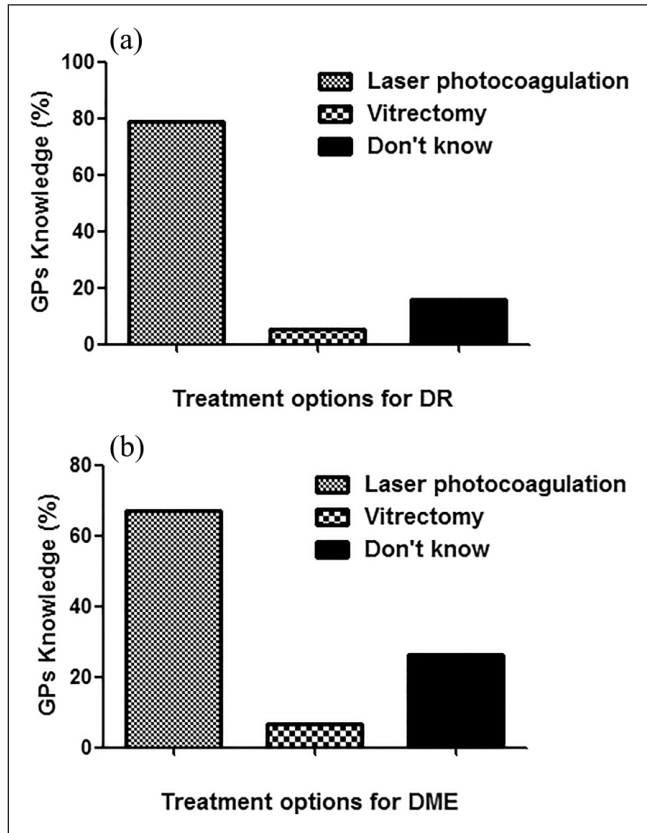 (a)
100
80
60
40
20
0
GPs Knowledge (%)
Laser photocoagulation
Vitrectomy
Don't know
Treatment options for DR
(b)
80
60
40
20
0
GPs Knowledge (%)
Laser photocoagulation
Vitrectomy
Don't know
Treatment options for DME